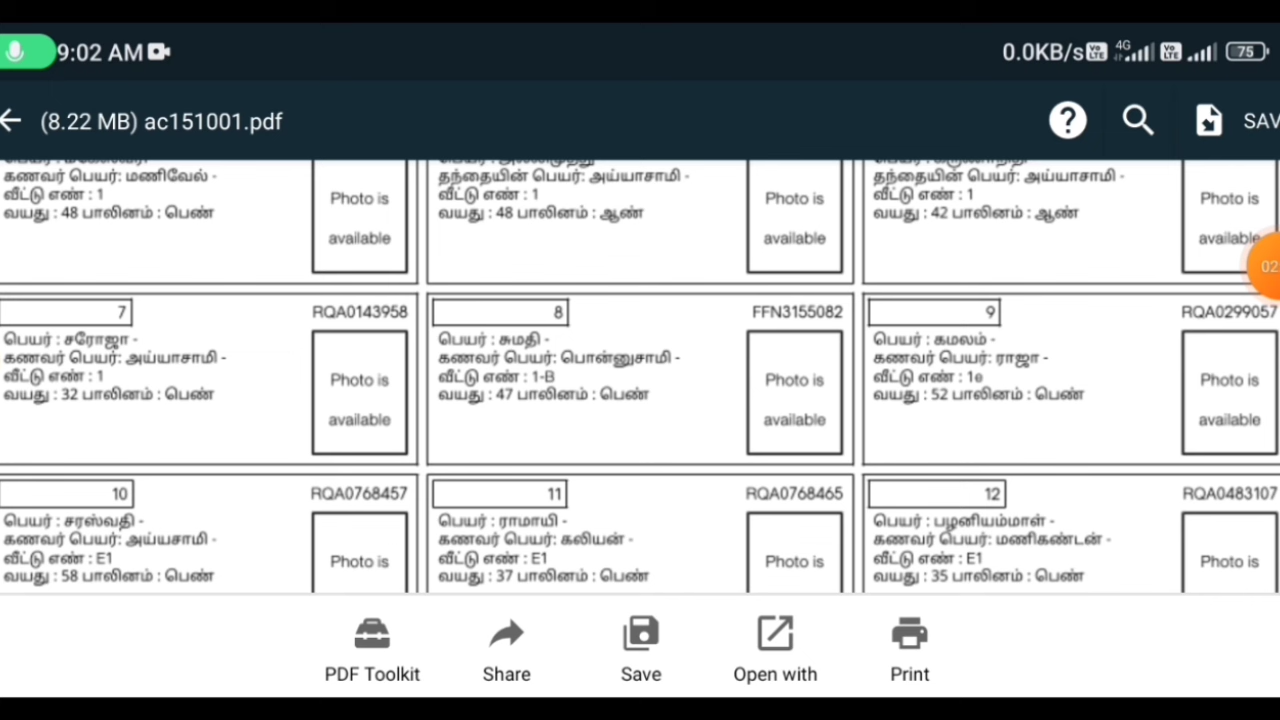 9:02 AM
0.0KB/s Vo LTE 4G Vo LTE 75
(8.22 MB) ac151001.pdf
SAV
கணவர் பெயர்: மணிவேல் -
வீட்டு எண் : 1
வயது : 48 பாலினம் : பெண்
Photo is
available
தந்தையின் பெயர்: அய்யாசாமி -
வீட்டு எண் : 1
வயது : 48 பாலினம் : ஆண்
Photo is
available
தந்தையின் பெயர்: அய்யாசாமி -
வீட்டு எண் : 1
வயது : 42 பாலினம் : ஆண்
Photo is
available
02
7 RQA0143958
பெயர் : சரோஜா -
கணவர் பெயர்: அய்யாசாமி -
வீட்டு எண் : 1
வயது : 32 பாலினம் : பெண்
Photo is
available
8 FFN3155082
பெயர் : சுமதி -
கணவர் பெயர்: பொன்னுசாமி -
வீட்டு எண் : 1-B
வயது : 47 பாலினம் : பெண்
Photo is
available
9 RQA0299057
பெயர் : கமலம் -
கணவர் பெயர்: ராஜா -
வீட்டு எண் : 1e
வயது : 52 பாலினம் : பெண்
Photo is
available
10 RQA0768457
பெயர் : சரஸ்வதி -
கணவர் பெயர்: அய்யசாமி -
வீட்டு எண் : E1
வயது : 58 பாலினம் : பெண்
Photo is
11 RQA0768465
பெயர் : ராமாயி -
கணவர் பெயர்: கலியன் -
வீட்டு எண் : E1
வயது : 37 பாலினம் : பெண்
Photo is
12 RQA0483107
பெயர் : பழனியம்மாள் -
கணவர் பெயர்: மணிகண்டன் -
வீட்டு எண் : E1
வயது : 35 பாலினம் : பெண்
Photo is
PDF Toolkit
Share
Save
Open with
Print